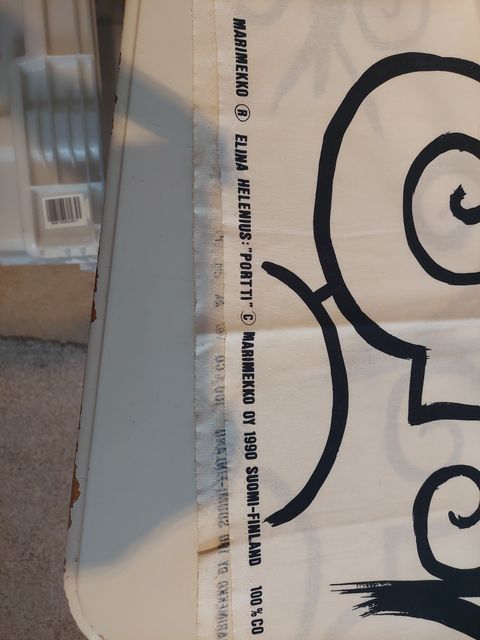 MARIMEKKO ® ELINA HELENIUS: "PORTTI" © MARIMEKKO OY 1990 SUOMI-FINLAND 100% CO